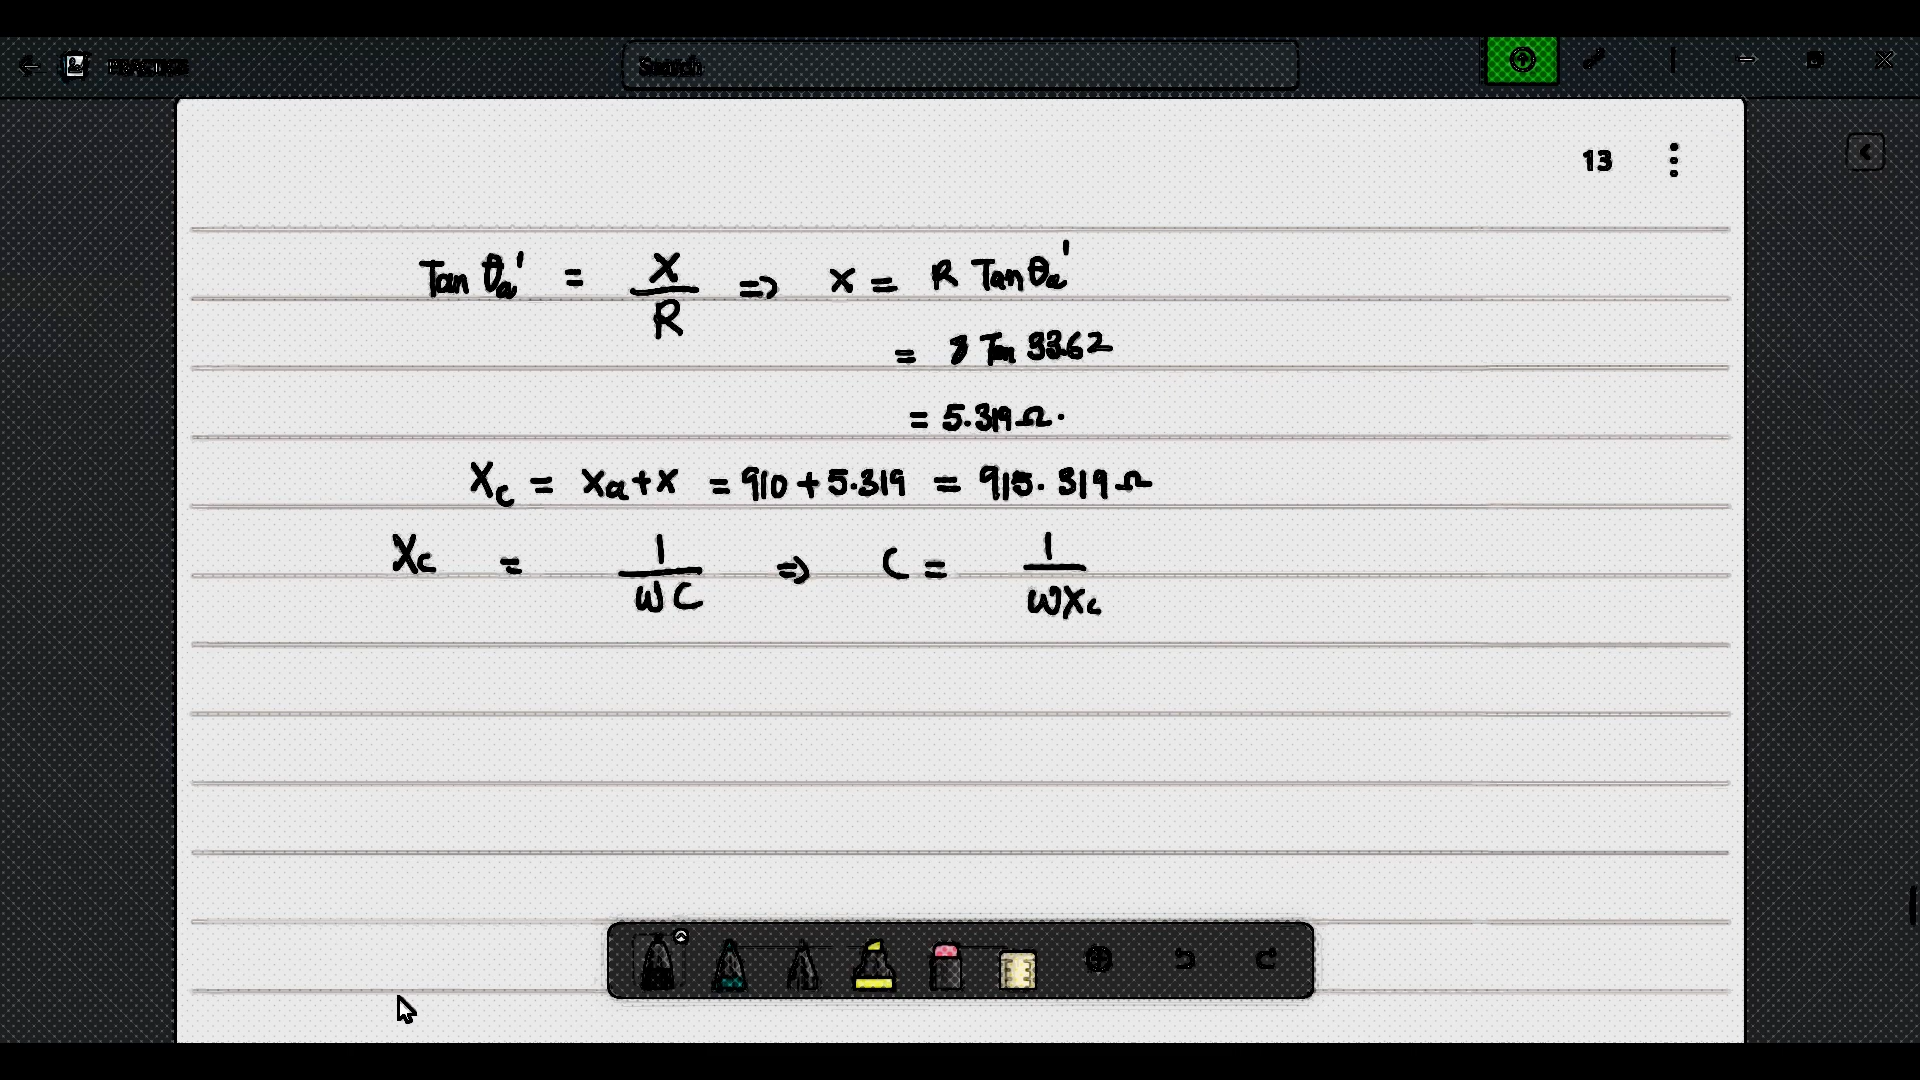 Search
13
Tan θa' = X/R => X = R Tan θa'
= 8 Tan 33.62
= 5.319 Ω.
Xc = Xa + X = 910 + 5.319 = 915.319 Ω
Xc = 1/ωC => C = 1/ωXc